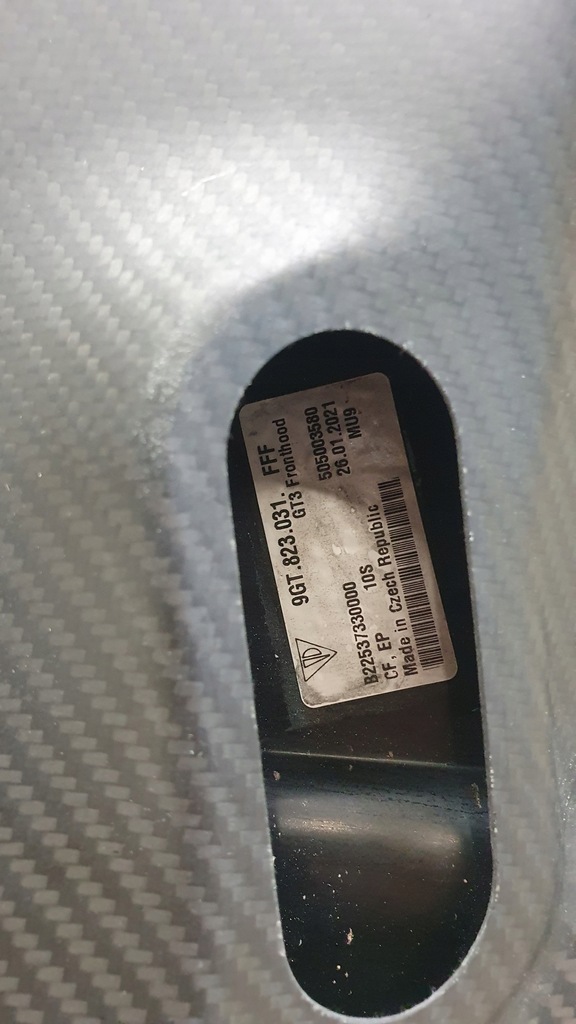 9GT.823.031. FFF
GT3 Fronthood
505003580
26.01.2021
MU9
B22537330000
10S
CF, EP
Made in Czech Republic